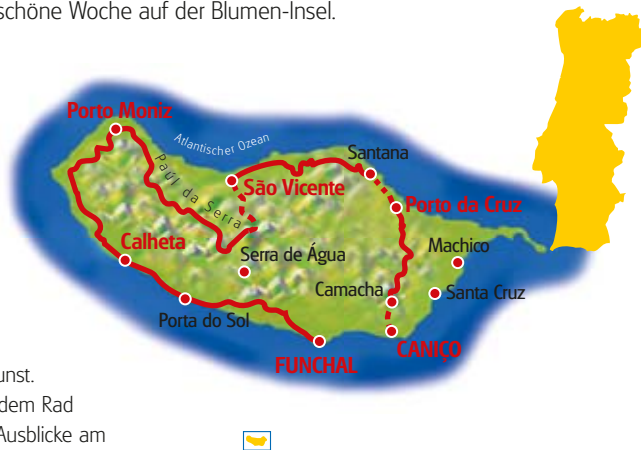 schöne Woche auf der Blumen-Insel.
Porto Moniz
Atlantischer Ozean
Santana
Paúl da Serra
São Vicente
Porto da Cruz
Calheta
Serra de Água
Machico
Camacha
Santa Cruz
Porta do Sol
CANIÇO
FUNCHAL
unst.
dem Rad
Ausblicke am